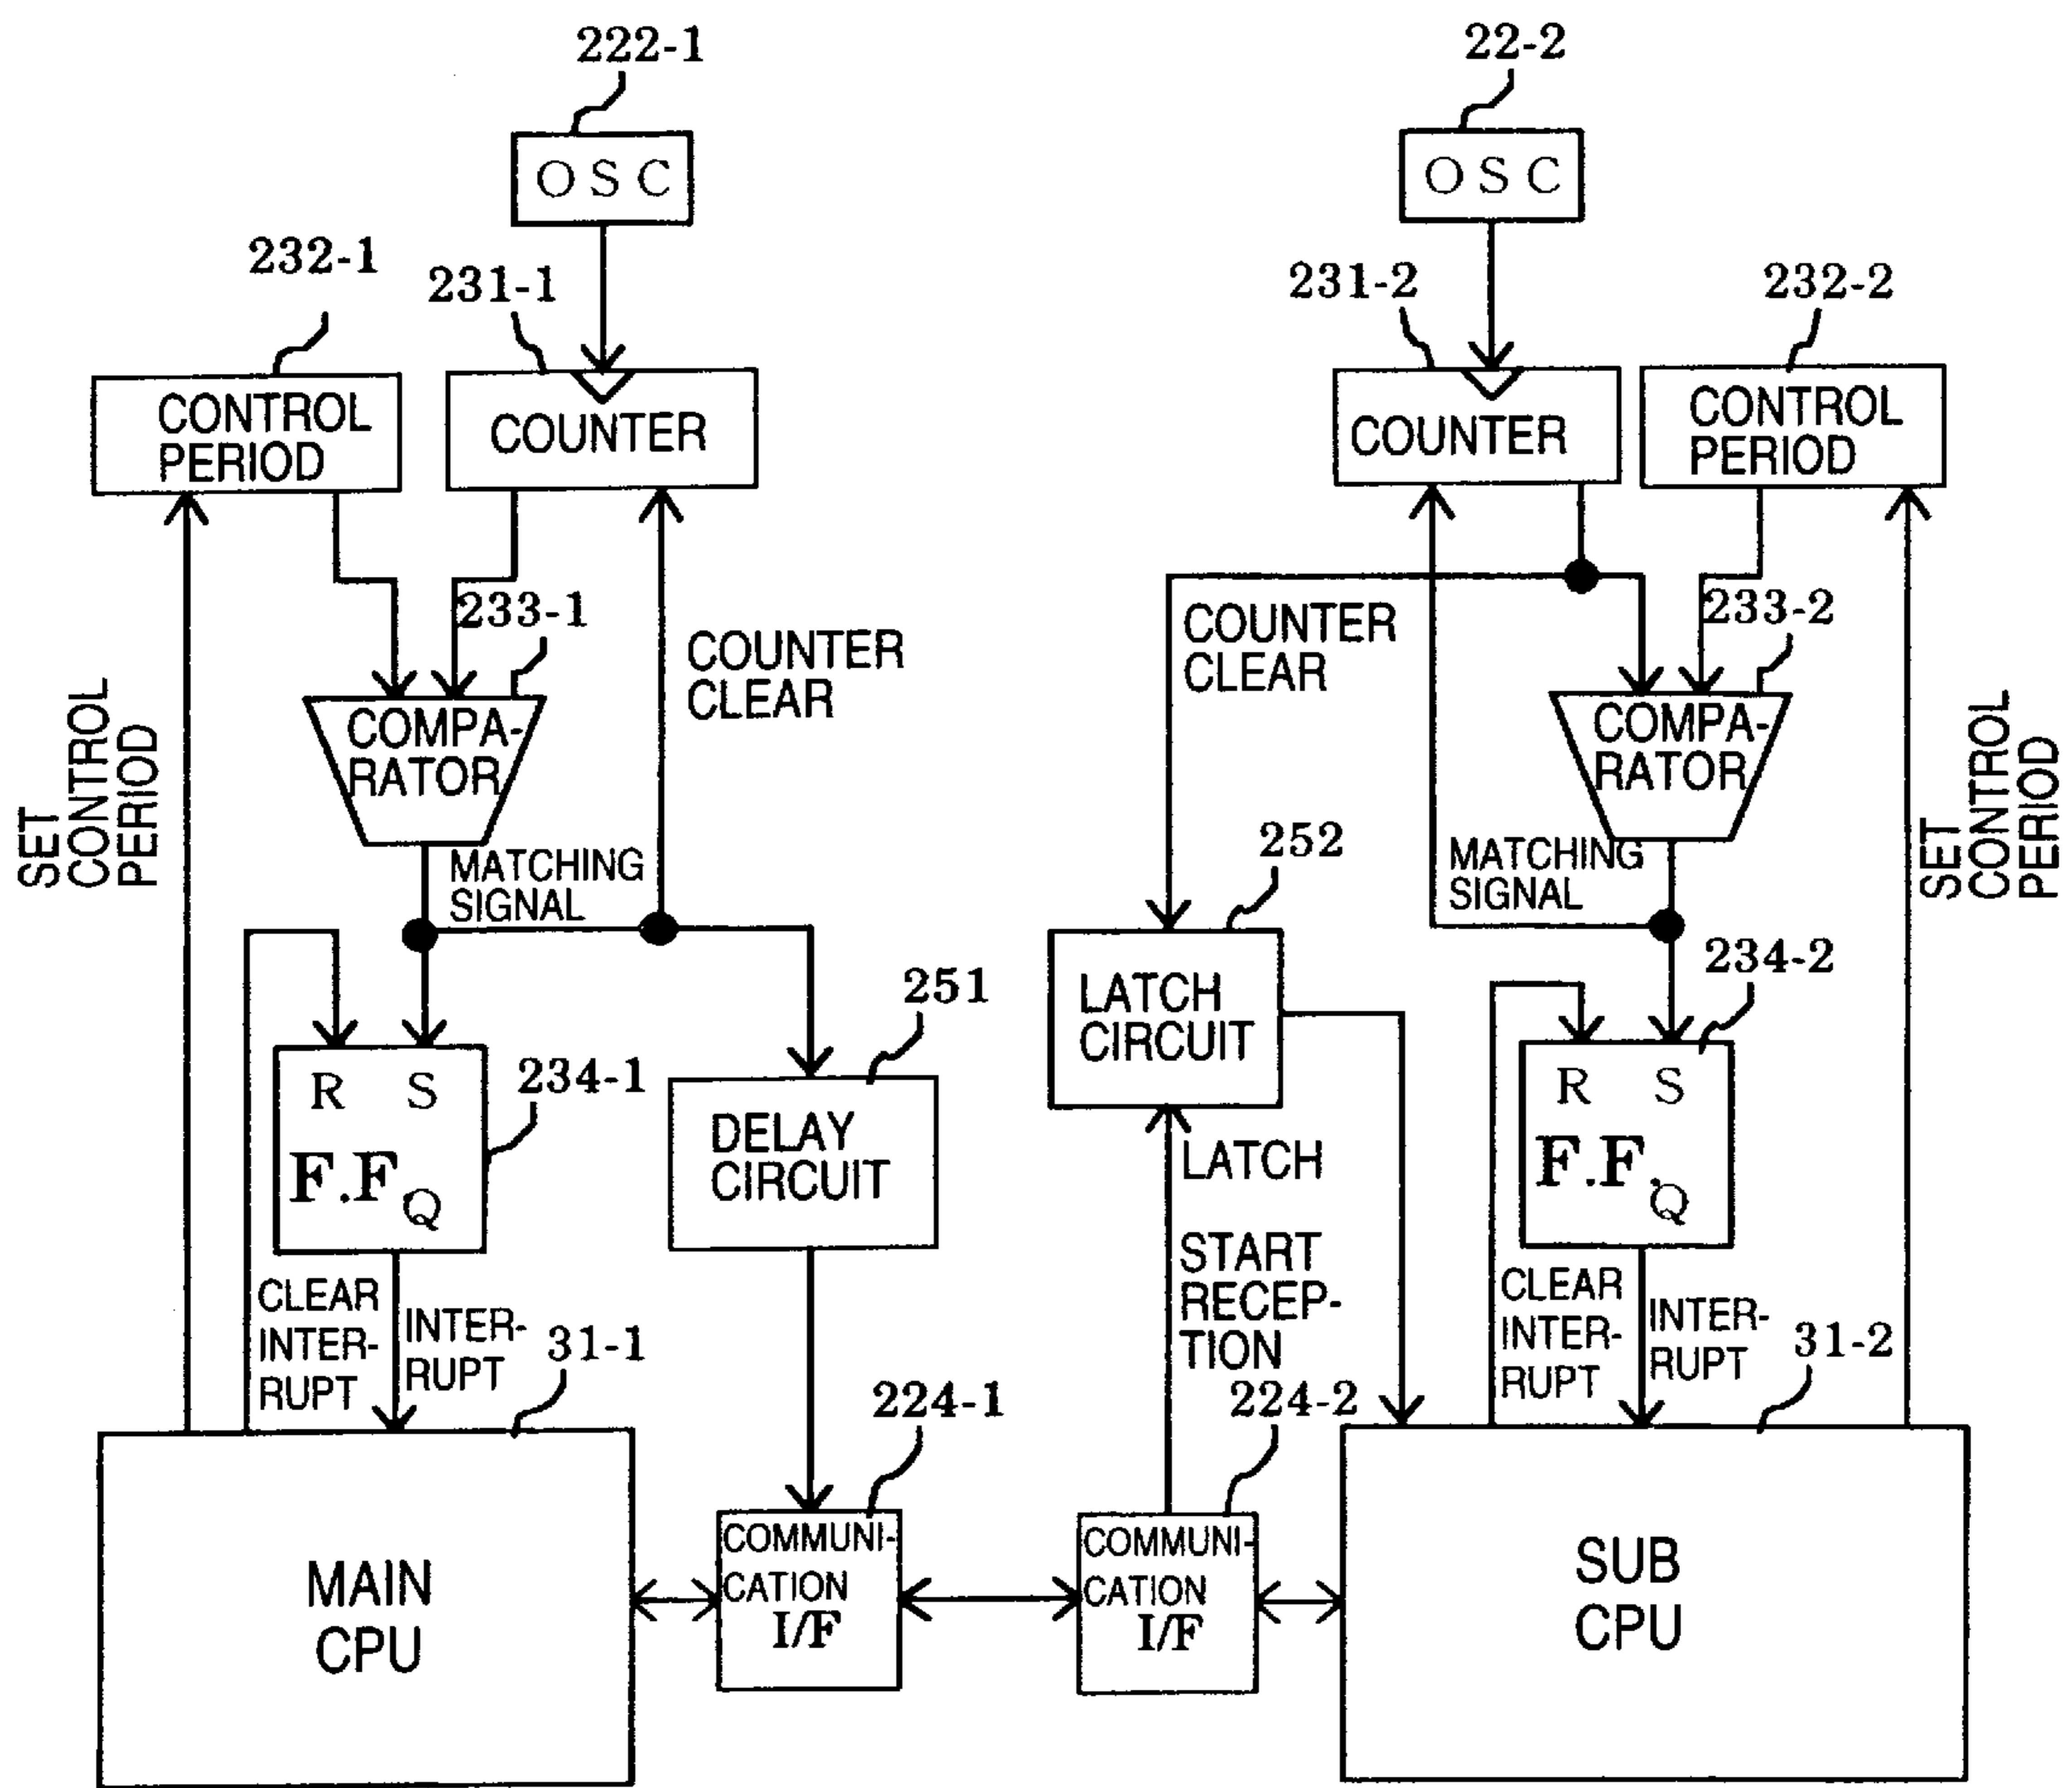 222-1
22-2
OSC
OSC
232-1
231-1
231-2
232-2
CONTROL
PERIOD
COUNTER
COUNTER
CONTROL
PERIOD
233-1
COUNTER
CLEAR
COUNTER
CLEAR
233-2
SET
CONTROL
PERIOD
COMPA-
RATOR
COMPA-
RATOR
SET
CONTROL
PERIOD
MATCHING
SIGNAL
252
MATCHING
SIGNAL
251
234-2
LATCH
CIRCUIT
R S
F.F.
Q
234-1
DELAY
CIRCUIT
LATCH
R S
F.F.
Q
START
RECEP-
TION
CLEAR
INTER-
RUPT
INTER-
RUPT
31-1
CLEAR
INTER-
RUPT
INTER-
RUPT
31-2
224-1
224-2
MAIN
CPU
COMMUNI-
CATION
I/F
COMMUNI-
CATION
I/F
SUB
CPU